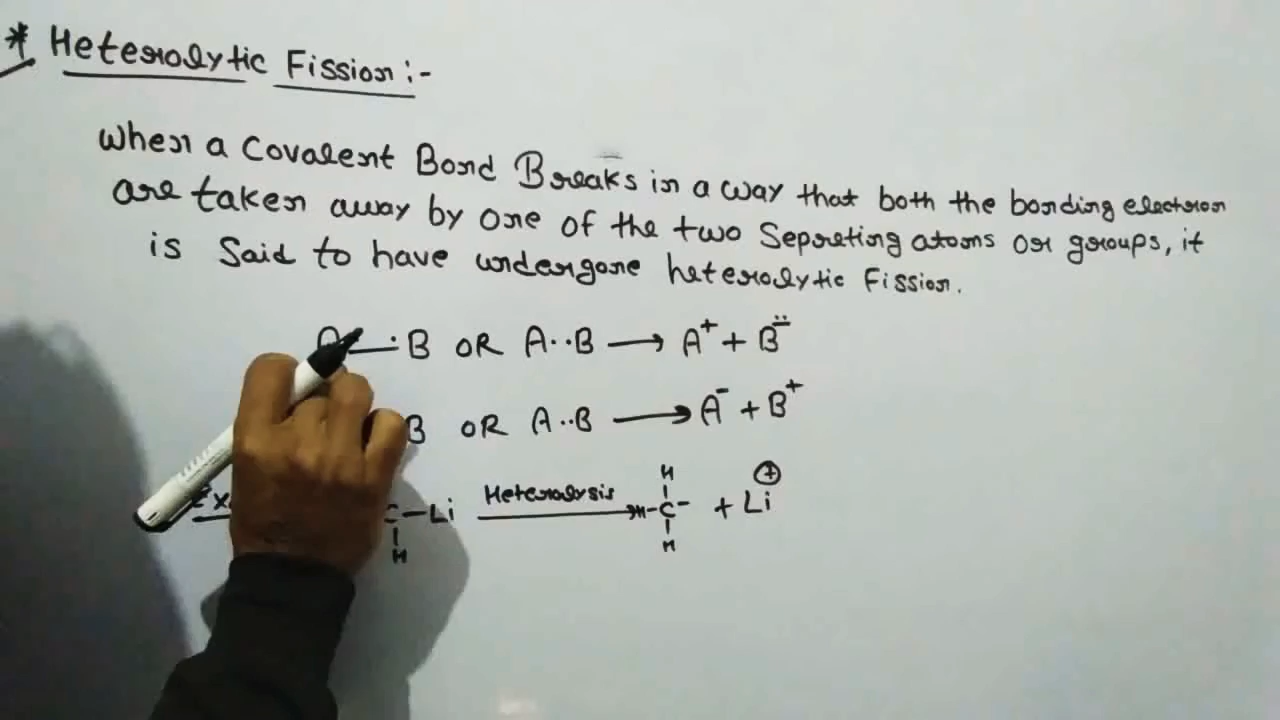 * Heterolytic Fission :-
When a Covalent Bond Breaks in a way that both the bonding electron
are taken away by one of the two Sepreting atoms or groups, it
is Said to have undergone heterolytic Fission.
A — B OR A··B → A⁺ + B̈⁻
B OR A··B → A⁻ + B⁺
H
C—Li Heterolysis → H-C⁻ + Li⊕
H H